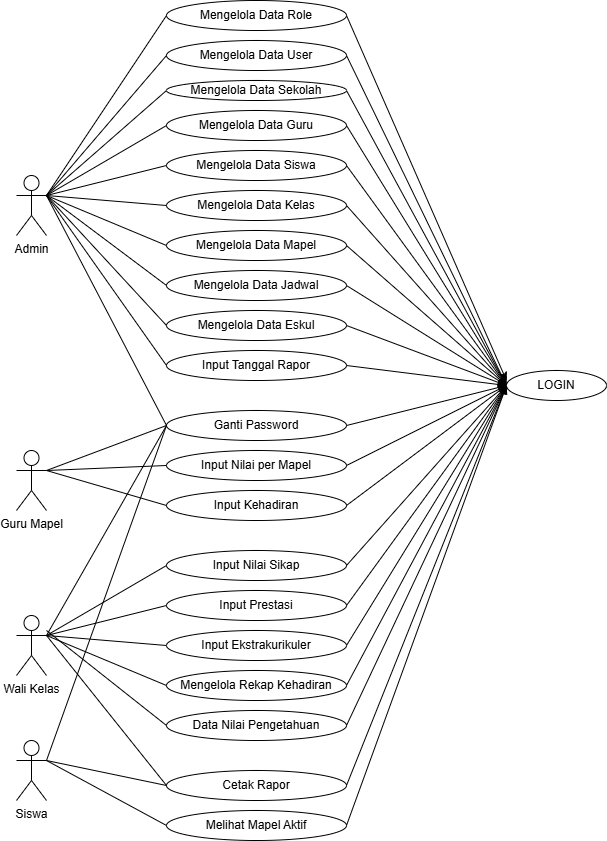 Mengelola Data Role
Mengelola Data User
Mengelola Data Sekolah
Mengelola Data Guru
Mengelola Data Siswa
Mengelola Data Kelas
Admin
Mengelola Data Mapel
Mengelola Data Jadwal
Mengelola Data Eskul
Input Tanggal Rapor
LOGIN
Ganti Password
Input Nilai per Mapel
Input Kehadiran
Guru Mapel
Input Nilai Sikap
Input Prestasi
Input Ekstrakurikuler
Mengelola Rekap Kehadiran
Wali Kelas
Data Nilai Pengetahuan
Cetak Rapor
Siswa
Melihat Mapel Aktif